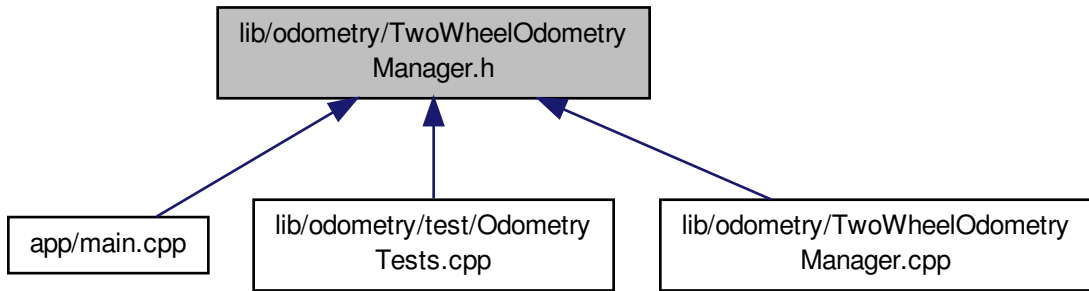 lib/odometry/TwoWheelOdometry
Manager.h
app/main.cpp
lib/odometry/test/Odometry
Tests.cpp
lib/odometry/TwoWheelOdometry
Manager.cpp